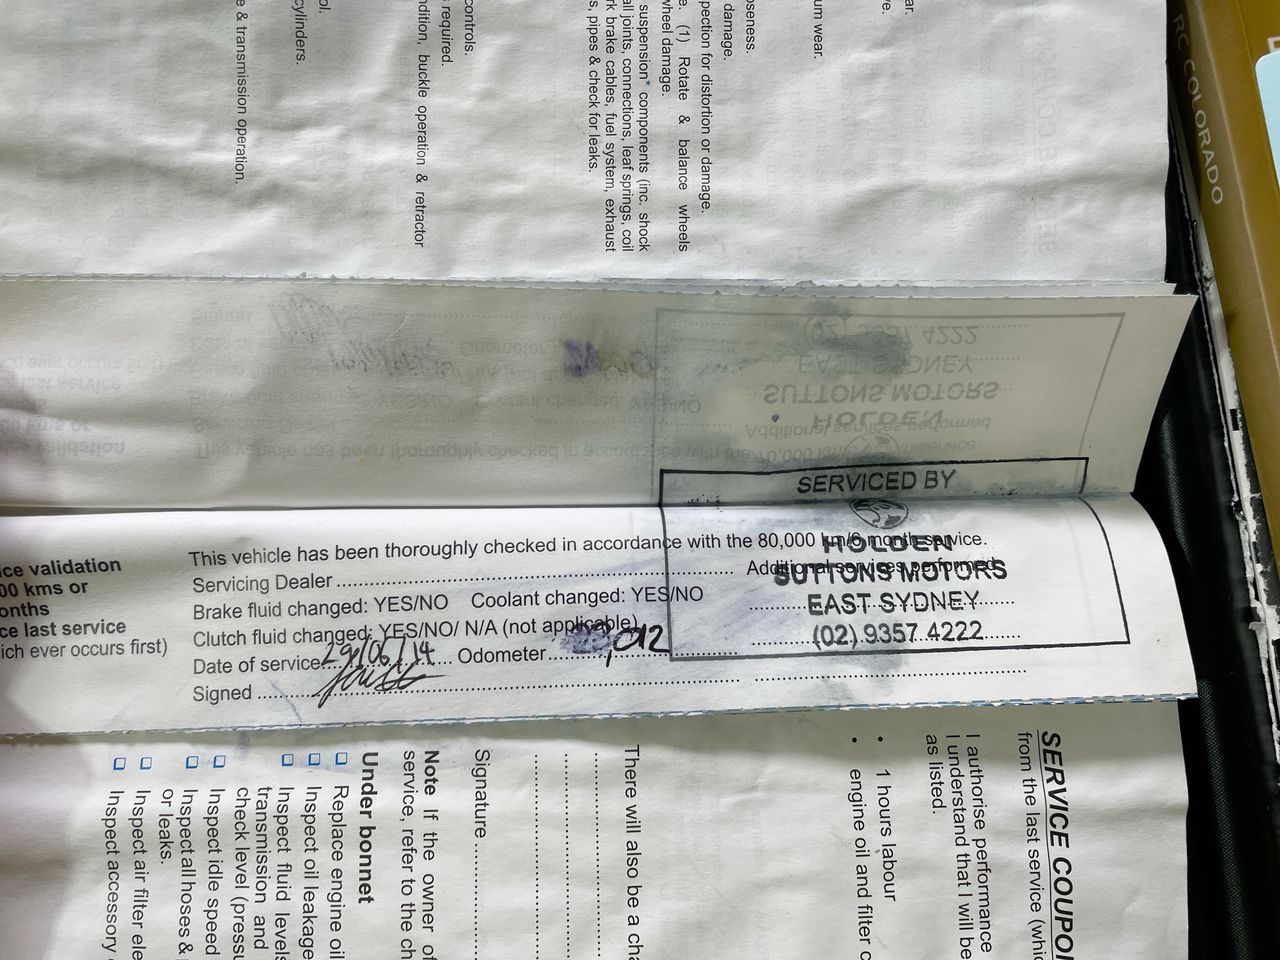 RC COLORADO
ar.
re.
um wear.
oseness.
damage.
pection for distortion or damage.
e. (1) Rotate & balance wheels
wheel damage.
suspension* components (inc. shock
all joints, connections, leaf springs, coil
rk brake cables, fuel system, exhaust
s, pipes & check for leaks.
controls.
required.
ndition, buckle operation & retractor
ol.
cylinders.
e & transmission operation.
SERVICED BY
HOLDEN
SUTTONS MOTORS
EAST SYDNEY
(02) 9357 4222
ice validation
00 kms or
onths
ce last service
ich ever occurs first)
This vehicle has been thoroughly checked in accordance with the 80,000 km/6 month service.
Servicing Dealer
Additional services performed
Brake fluid changed: YES/NO Coolant changed: YES/NO
Clutch fluid changed: YES/NO/ N/A (not applicable)
Date of service 29/06/14 Odometer ,012
Signed
SERVICE COUPO
from the last service (whic
I authorise performance
I understand that I will be
as listed.
• 1 hours labour
• engine oil and filter c
There will also be a cha
Signature
Note If the owner of
service, refer to the ch
Under bonnet
Replace engine oil
Inspect oil leakage
Inspect fluid levels
transmission and
check level (pressu
Inspect idle speed
Inspect all hoses &
or leaks.
Inspect air filter ele
Inspect accessory